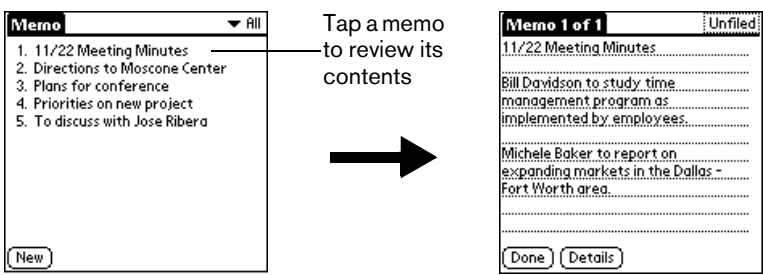 Memo
All
1. 11/22 Meeting Minutes
2. Directions to Moscone Center
3. Plans for conference
4. Priorities on new project
5. To discuss with Jose Ribera
New
Tap a memo
to review its
contents
Memo 1 of 1
Unfiled
11/22 Meeting Minutes
Bill Davidson to study time
management program as
implemented by employees.
Michele Baker to report on
expanding markets in the Dallas -
Fort Worth area.
Done
Details